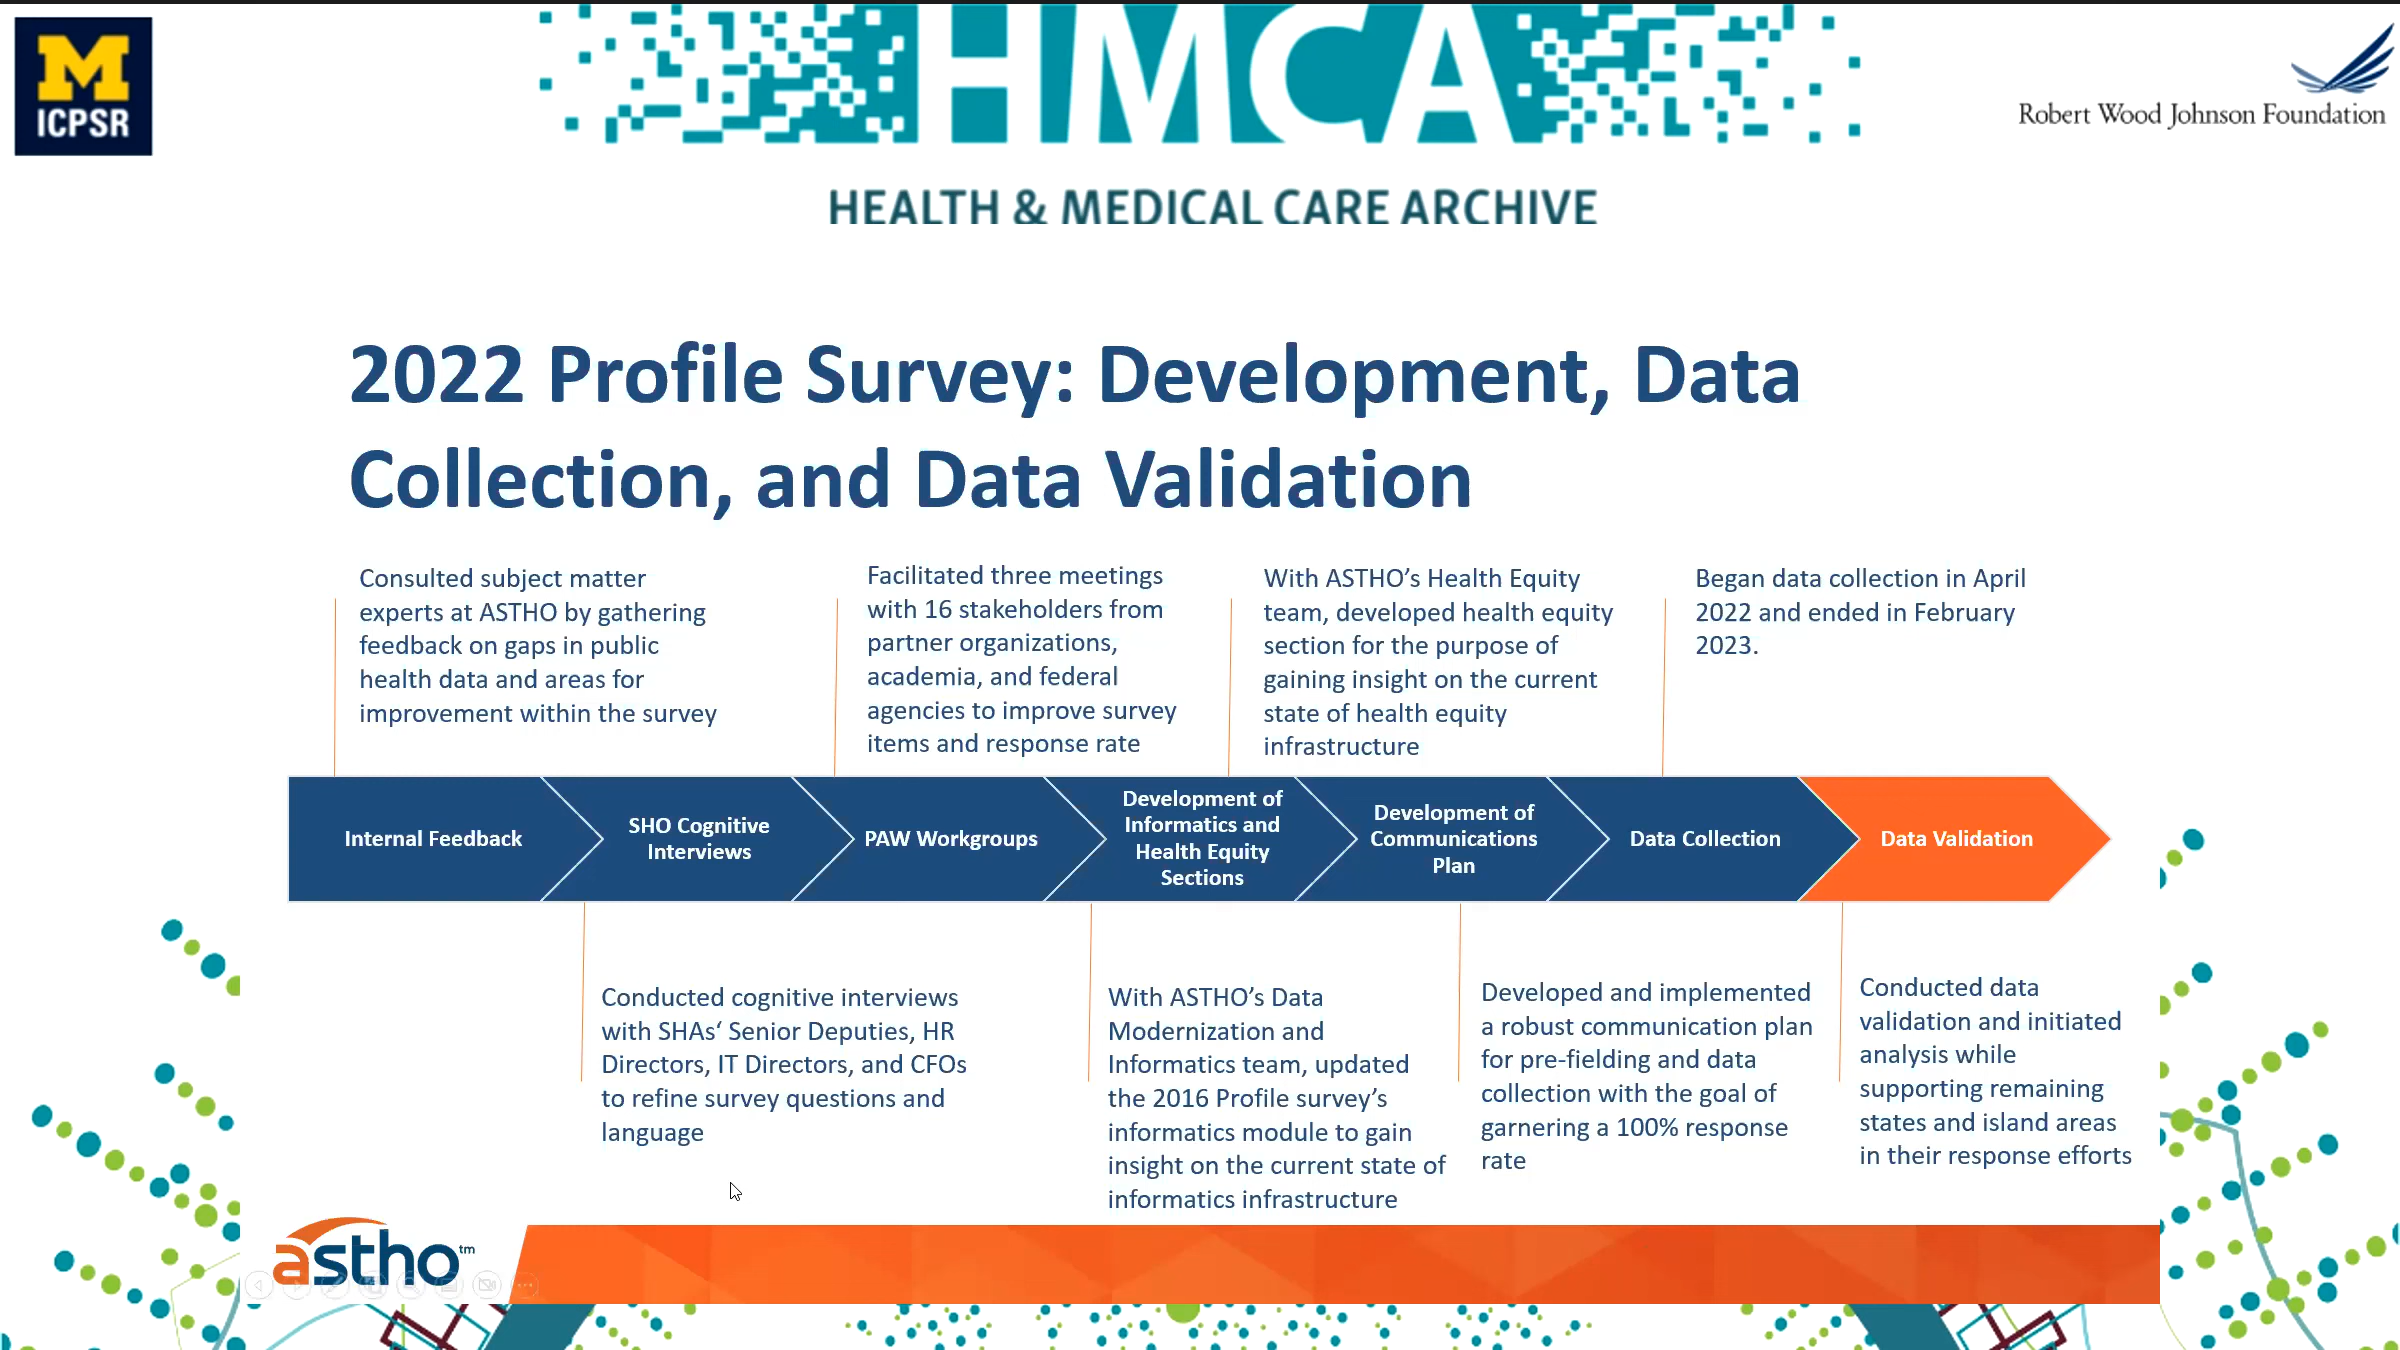 M
ICPSR
HMCA
HEALTH & MEDICAL CARE ARCHIVE
Robert Wood Johnson Foundation
2022 Profile Survey: Development, Data
Collection, and Data Validation
Consulted subject matter
experts at ASTHO by gathering
feedback on gaps in public
health data and areas for
improvement within the survey
Facilitated three meetings
with 16 stakeholders from
partner organizations,
academia, and federal
agencies to improve survey
items and response rate
With ASTHO’s Health Equity
team, developed health equity
section for the purpose of
gaining insight on the current
state of health equity
infrastructure
Began data collection in April
2022 and ended in February
2023.
Internal Feedback
SHO Cognitive
Interviews
PAW Workgroups
Development of
Informatics and
Health Equity
Sections
Development of
Communications
Plan
Data Collection
Data Validation
Conducted cognitive interviews
with SHAs‘ Senior Deputies, HR
Directors, IT Directors, and CFOs
to refine survey questions and
language
With ASTHO’s Data
Modernization and
Informatics team, updated
the 2016 Profile survey’s
informatics module to gain
insight on the current state of
informatics infrastructure
Developed and implemented
a robust communication plan
for pre-fielding and data
collection with the goal of
garnering a 100% response
rate
Conducted data
validation and initiated
analysis while
supporting remaining
states and island areas
in their response efforts
astho™